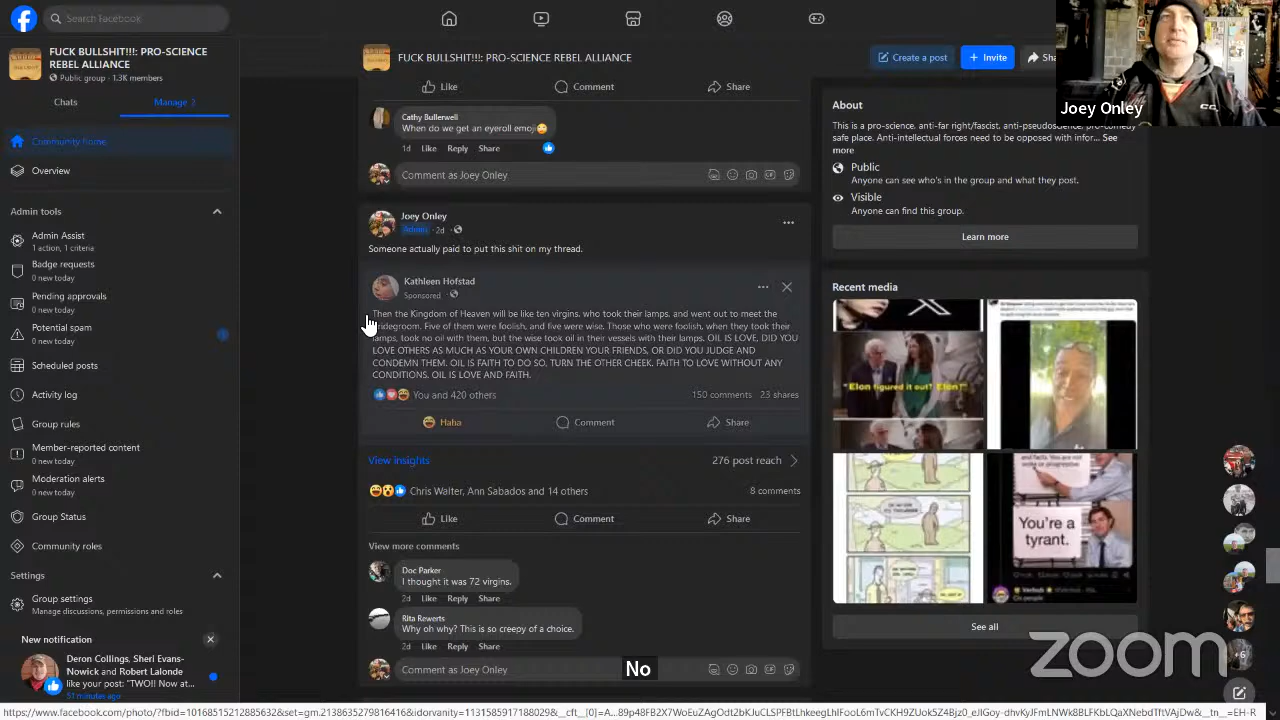 Search Facebook
FUCK BULLSHIT!!!: PRO-SCIENCE
REBEL ALLIANCE
Public group · 1.3K members
Chats
Manage 2
Community home
Overview
Admin tools
Admin Assist
1 action, 1 criteria
Badge requests
0 new today
Pending approvals
0 new today
Potential spam
0 new today
Scheduled posts
Activity log
Group rules
Member-reported content
0 new today
Moderation alerts
0 new today
Group Status
Community roles
Settings
Group settings
Manage discussions, permissions and roles
New notification
Deron Collings, Sheri Evans-
Nowick and Robert Lalonde
like your post: "TWO!! Now at...
51 minutes ago
FUCK BULLSHIT!!!: PRO-SCIENCE REBEL ALLIANCE
Create a post
+ Invite
Sha
Like
Comment
Share
Cathy Bullerwell
When do we get an eyeroll emoji🙄
1d Like Reply Share
Comment as Joey Onley
Joey Onley
Admin · 2d ·
Someone actually paid to put this shit on my thread.
Kathleen Hofstad
Sponsored ·
dom of Heaven will be like ten virgins, who took their lamps, and went out to meet the
ridegroom. Five of them were foolish, and five were wise. Those who were foolish, when they took their
lamps, took no oil with them, but the wise took oil in their vessels with their lamps. OIL IS LOVE, DID YOU
LOVE OTHERS AS MUCH AS YOUR OWN CHILDREN YOUR FRIENDS, OR DID YOU JUDGE AND
CONDEMN THEM. OIL IS FAITH TO DO SO, TURN THE OTHER CHEEK. FAITH TO LOVE WITHOUT ANY
CONDITIONS. OIL IS LOVE AND FAITH.
You and 420 others
150 comments 23 shares
Haha
Comment
Share
View insights
276 post reach
Chris Walter, Ann Sabados and 14 others
8 comments
Like
Comment
Share
View more comments
Doc Parker
I thought it was 72 virgins.
2d Like Reply Share
Rita Rewerts
Why oh why? This is so creepy of a choice.
2d Like Reply Share
Comment as Joey Onley
No
About
This is a pro-science, anti-far right/fascist, anti-pseudoscience, pro-comedy
safe place. Anti-intellectual forces need to be opposed with infor... See
more
Public
Anyone can see who's in the group and what they post.
Visible
Anyone can find this group.
Learn more
Recent media
"Elon figured it out? Elon!"
and facts. You are not
woke or progressive.
You're a
tyrant.
See all
Joey Onley
+6
zoom